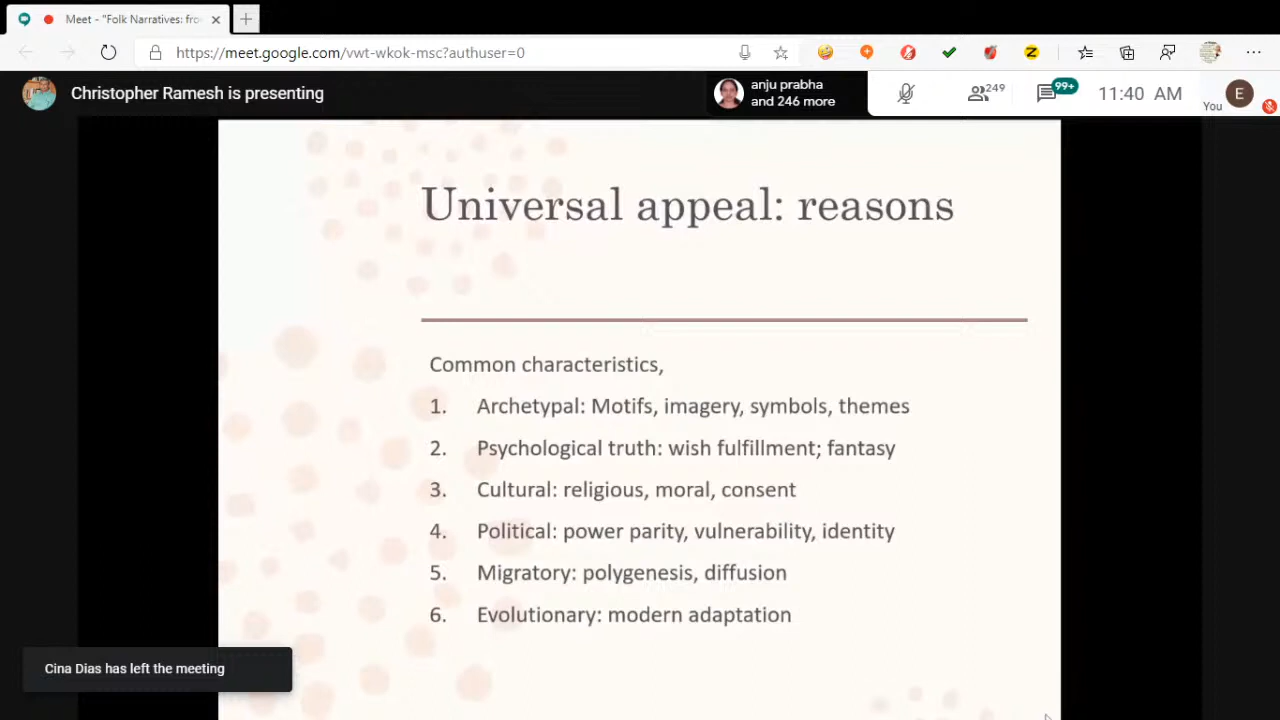 Meet - "Folk Narratives: fro
https://meet.google.com/vwt-wkok-msc?authuser=0
Christopher Ramesh is presenting
anju prabha
and 246 more
249
99+
11:40 AM
You
E
Universal appeal: reasons
Common characteristics,
1. Archetypal: Motifs, imagery, symbols, themes
2. Psychological truth: wish fulfillment; fantasy
3. Cultural: religious, moral, consent
4. Political: power parity, vulnerability, identity
5. Migratory: polygenesis, diffusion
6. Evolutionary: modern adaptation
Cina Dias has left the meeting